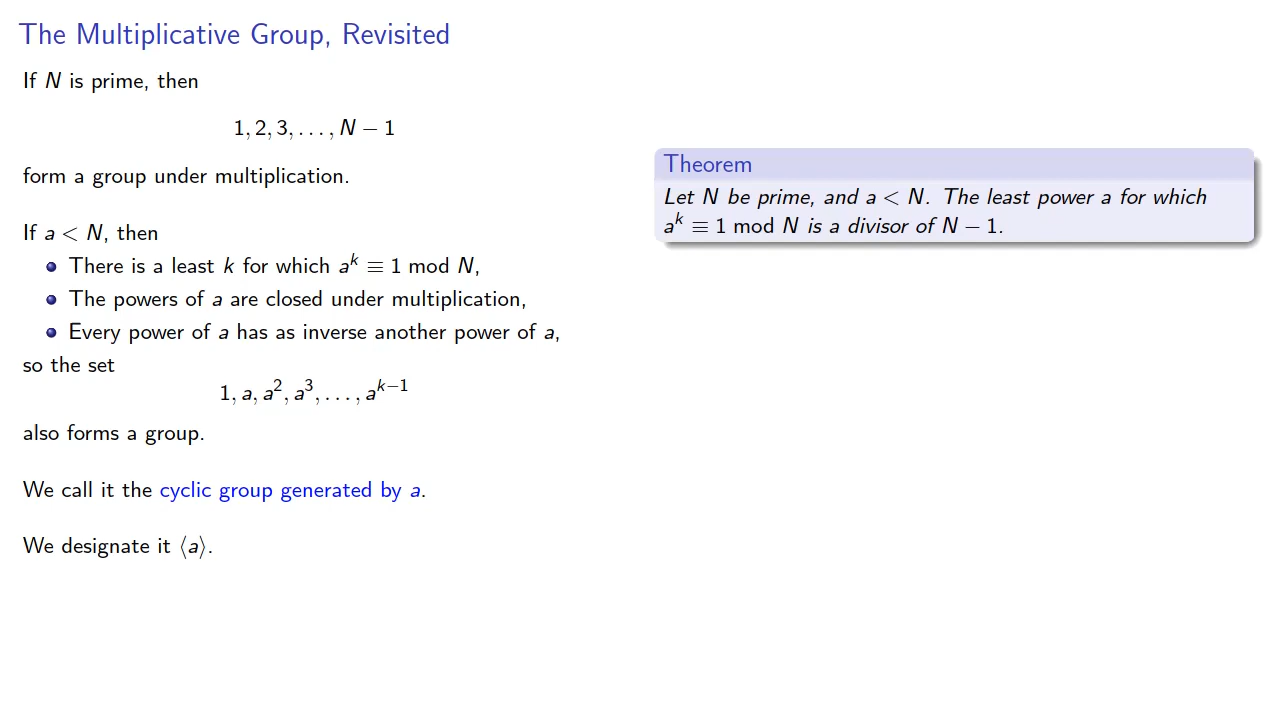 The Multiplicative Group, Revisited
If N is prime, then
1, 2, 3, . . . , N − 1
form a group under multiplication.
If a < N, then
There is a least k for which a^k ≡ 1 mod N,
The powers of a are closed under multiplication,
Every power of a has as inverse another power of a,
so the set
1, a, a^2, a^3, . . . , a^{k−1}
also forms a group.
We call it the cyclic group generated by a.
We designate it ⟨a⟩.
Theorem
Let N be prime, and a < N. The least power a for which
a^k ≡ 1 mod N is a divisor of N − 1.